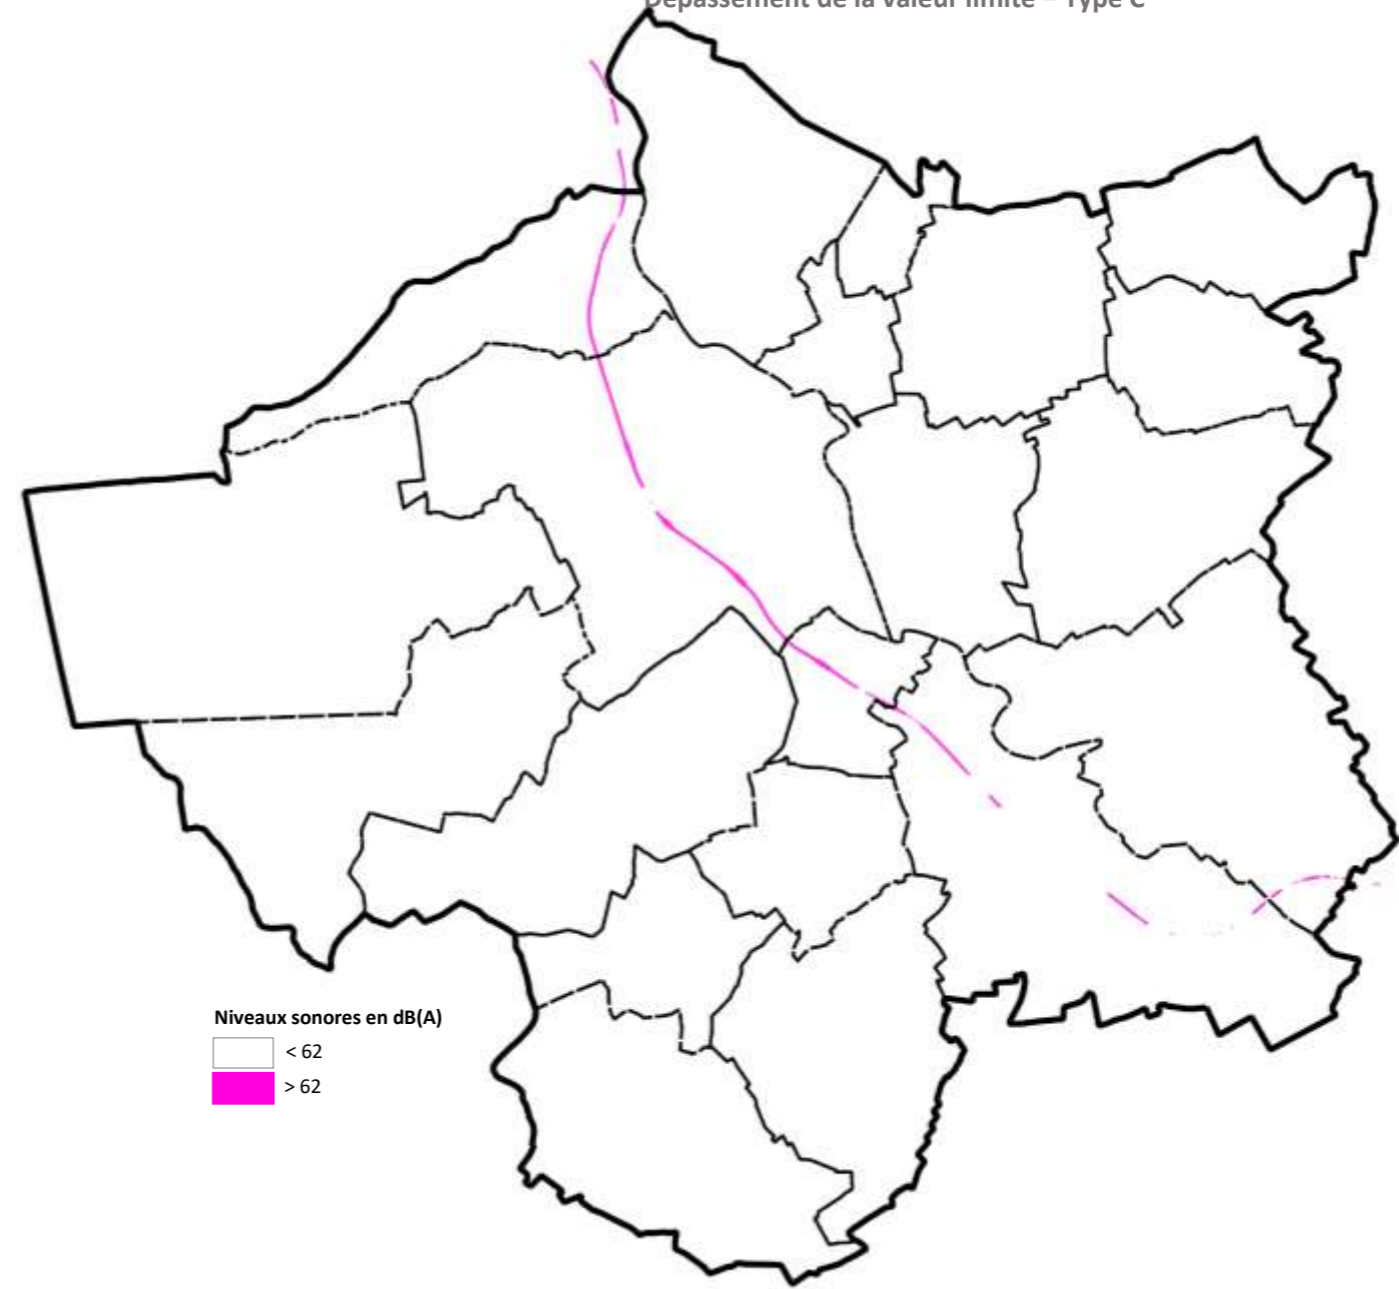 Dépassement de la valeur limite – Type C
Niveaux sonores en dB(A)
< 62
> 62